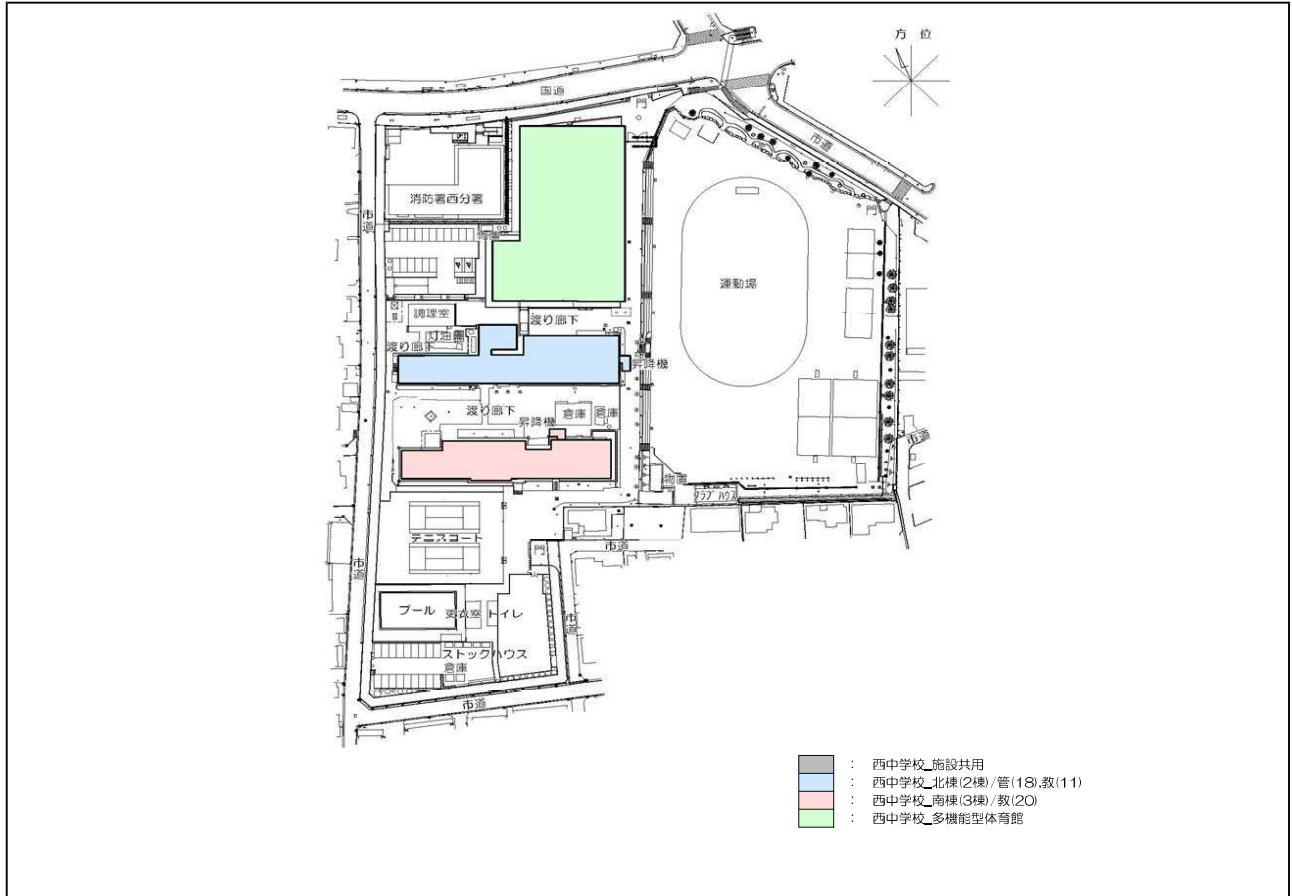 方 位
国道
門
市道
消防署西分署
市道
門
運動場
調理室
渡り廊下
灯油庫
渡り廊下
昇降機
渡り廊下
倉庫
倉庫
昇降機
物置
クラブハウス
テニスコート
市道
門
市道
プール
更衣室
トイレ
市道
ストックハウス
倉庫
市道
： 西中学校_施設共用
： 西中学校_北棟(2棟)/管(18),教(11)
： 西中学校_南棟(3棟)/教(20)
： 西中学校_多機能型体育館